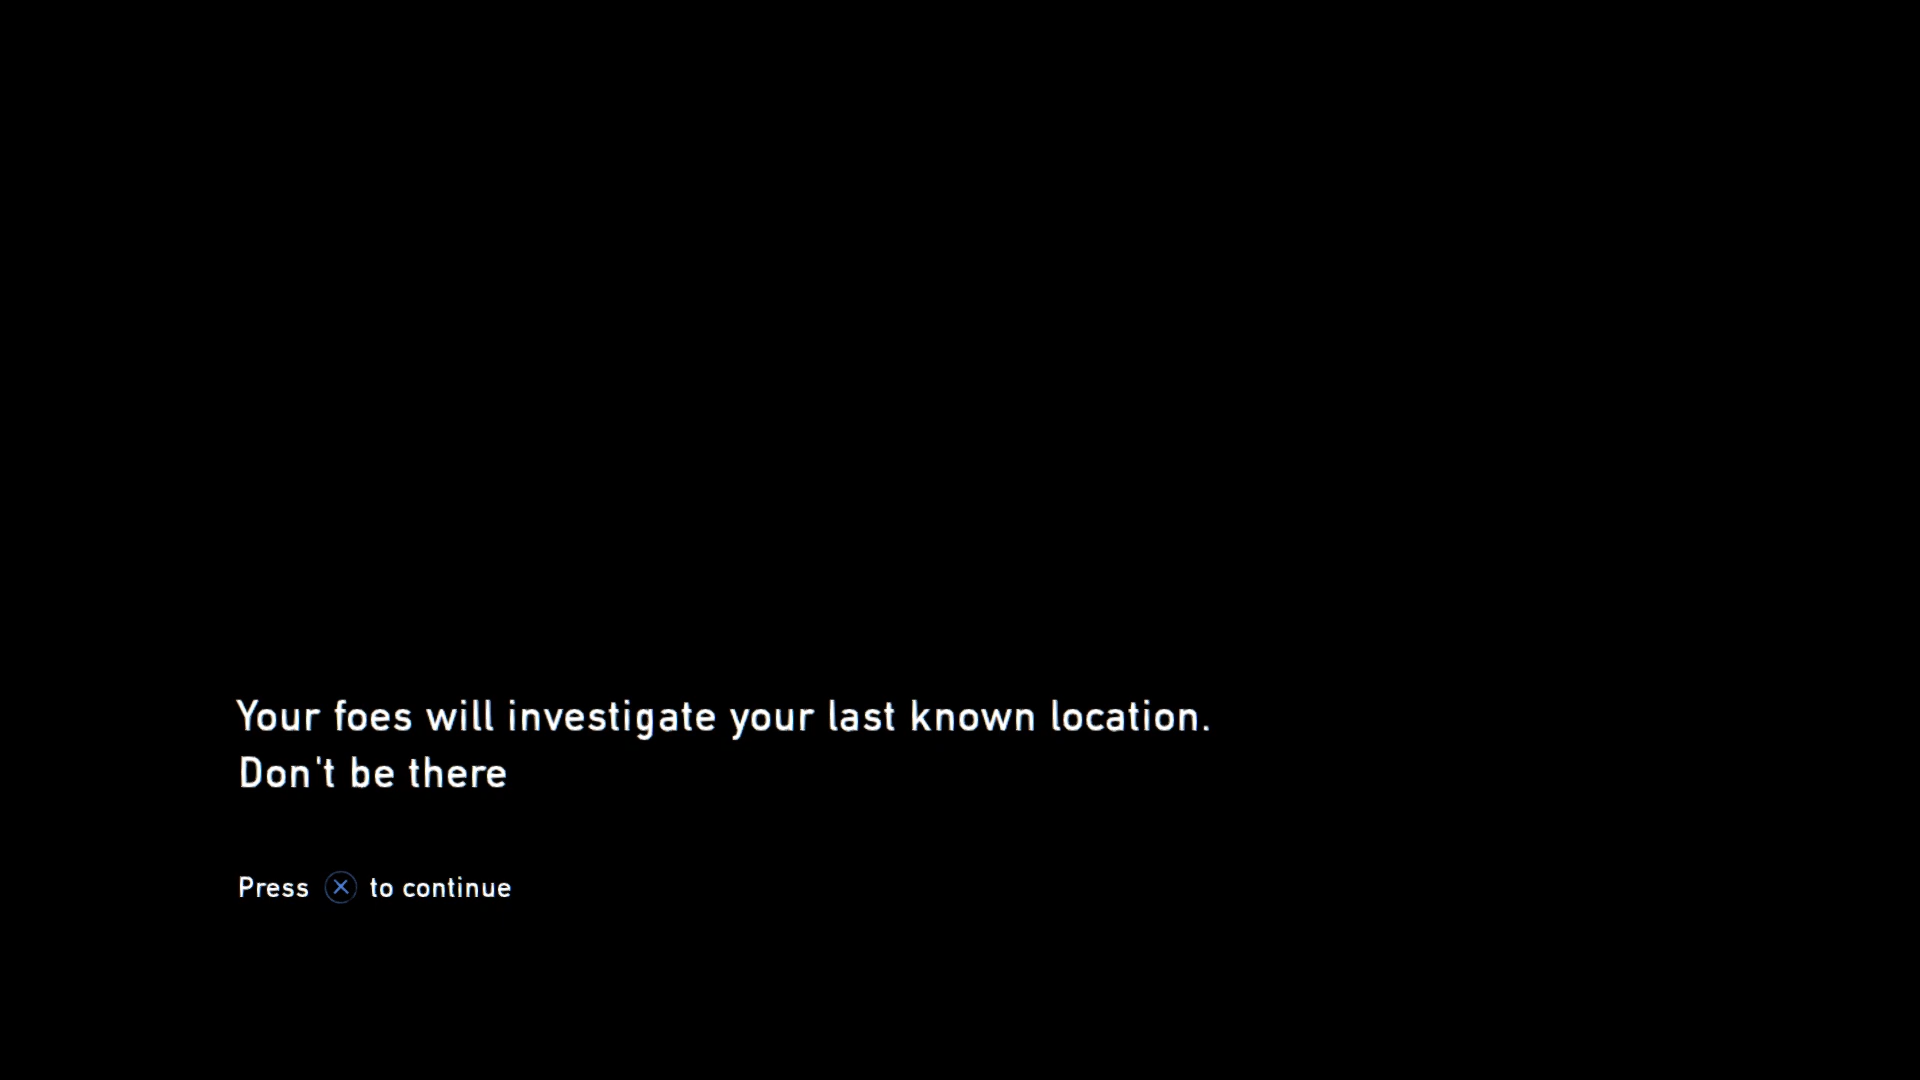 Your foes will investigate your last known location.
Don't be there
Press ⓧ to continue